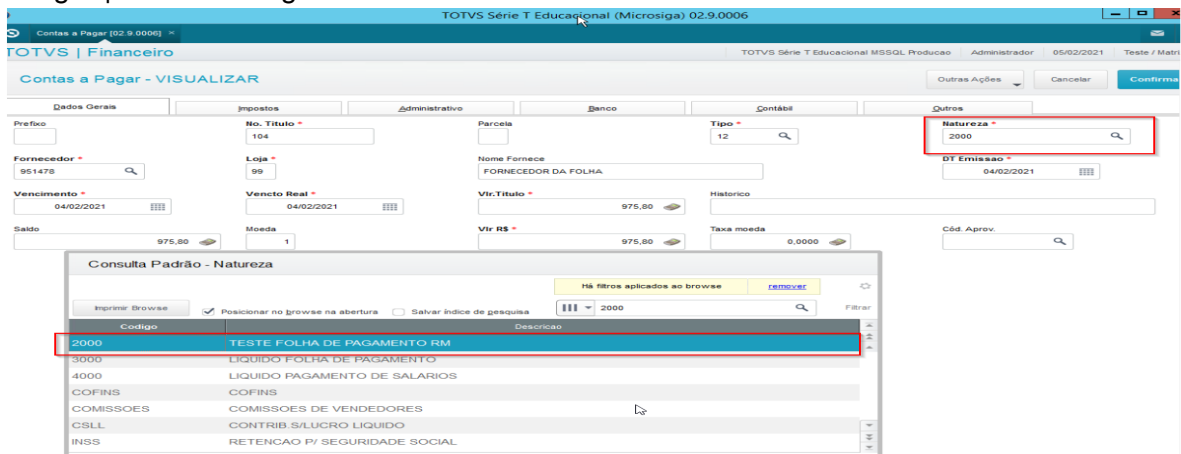 TOTVS Série T Educacional (Microsiga) 02.9.0006
Contas a Pagar [02.9.0006] ×
TOTVS | Financeiro TOTVS Série T Educacional MSSQL Producao Administrador 05/02/2021 Teste / Matri
Contas a Pagar - VISUALIZAR Outras Ações Cancelar Confirma
Dados Gerais Impostos Administrativo Banco Contábil Outros
Prefixo No. Titulo * Parcela Tipo * Natureza *
104 12 2000
Fornecedor * Loja * Nome Fornece DT Emissao *
951478 99 FORNECEDOR DA FOLHA 04/02/2021
Vencimento * Vencto Real * Vlr.Titulo * Historico
04/02/2021 04/02/2021 975,80
Saldo Moeda Vlr R$ * Taxa moeda Cód. Aprov.
975,80 1 975,80 0,0000
Consulta Padrão - Natureza
Há filtros aplicados ao browse remover
Imprimir Browse Posicionar no browse na abertura Salvar índice de pesquisa 2000 Filtrar
Codigo Descricao
2000 TESTE FOLHA DE PAGAMENTO RM
3000 LIQUIDO FOLHA DE PAGAMENTO
4000 LIQUIDO PAGAMENTO DE SALARIOS
COFINS COFINS
COMISSOES COMISSOES DE VENDEDORES
CSLL CONTRIB.S/LUCRO LIQUIDO
INSS RETENCAO P/ SEGURIDADE SOCIAL